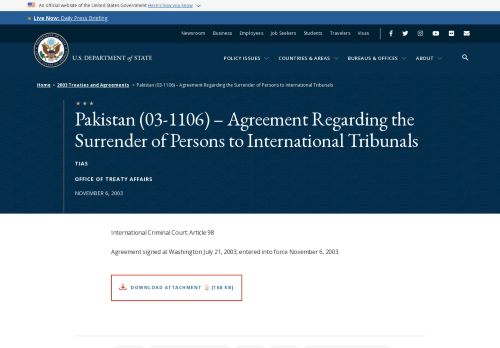 An official website of the United States Government Here's how you know
Live Now: Daily Press Briefing
Newsroom Business Employees Job Seekers Students Travelers Visas
U.S. DEPARTMENT of STATE
POLICY ISSUES COUNTRIES & AREAS BUREAUS & OFFICES ABOUT
Home > 2003 Treaties and Agreements > Pakistan (03-1106) – Agreement Regarding the Surrender of Persons to International Tribunals
Pakistan (03-1106) – Agreement Regarding the
Surrender of Persons to International Tribunals
TIAS
OFFICE OF TREATY AFFAIRS
NOVEMBER 6, 2003
International Criminal Court: Article 98
Agreement signed at Washington July 21, 2003; entered into force November 6, 2003.
DOWNLOAD ATTACHMENT [168 KB]